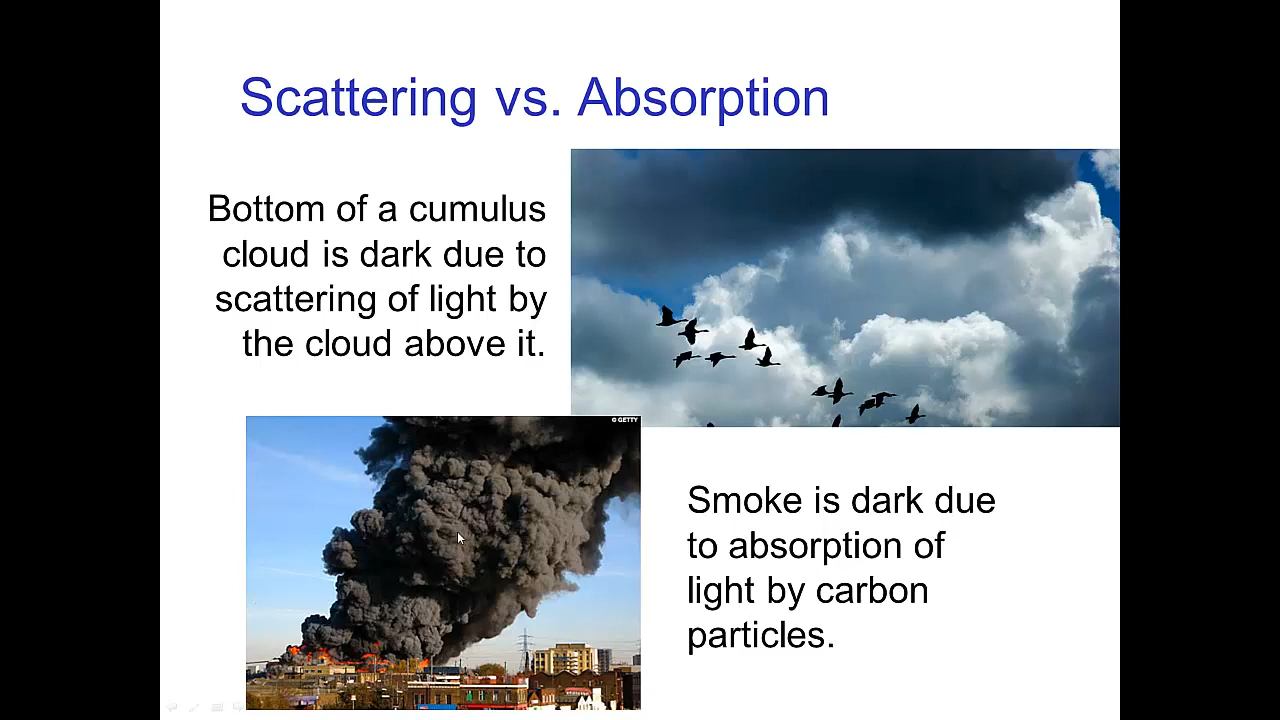 Scattering vs. Absorption
Bottom of a cumulus
cloud is dark due to
scattering of light by
the cloud above it.
G GETTY
Smoke is dark due
to absorption of
light by carbon
particles.